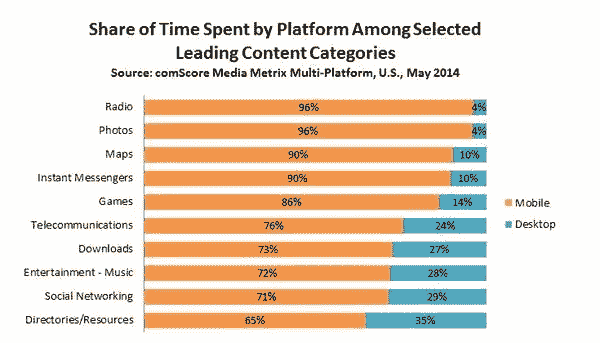 Share of Time Spent by Platform Among Selected
Leading Content Categories
Source: comScore Media Metrix Multi-Platform, U.S., May 2014
Radio 96% 4%
Photos 96% 4%
Maps 90% 10%
Instant Messengers 90% 10%
Games 86% 14%
Telecommunications 76% 24%
Downloads 73% 27%
Entertainment - Music 72% 28%
Social Networking 71% 29%
Directories/Resources 65% 35%
Mobile
Desktop